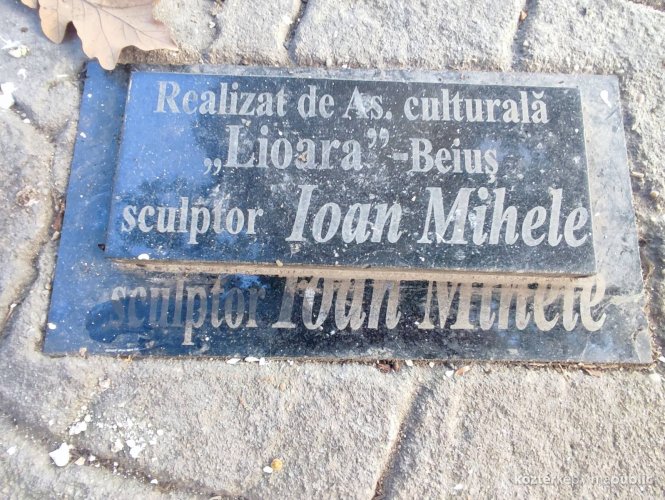 Realizat de As. culturală
„Lioara”-Beiuș
sculptor Ioan Mihele
sculptor Ioan Mihele